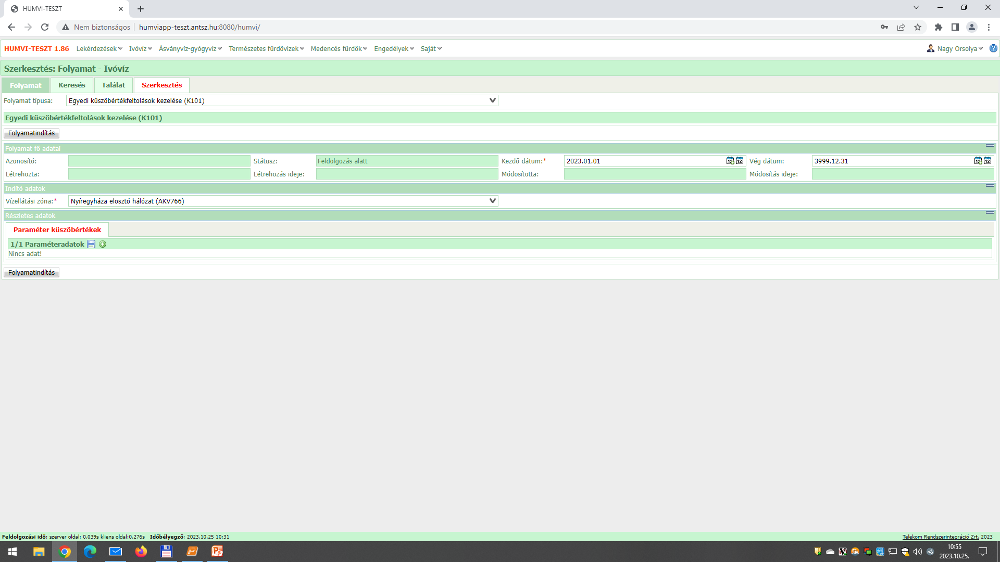 HUMVI-TESZT
Nem biztonságos humviapp-teszt.antsz.hu:8080/humvi/
HUMVI-TESZT 1.86 Lekérdezések Ivóvíz Ásványvíz-gyógyvíz Természetes fürdővizek Medencés fürdők Engedélyek Saját Nagy Orsolya ?
Szerkesztés: Folyamat - Ivóvíz
Folyamat Keresés Találat Szerkesztés
Folyamat típusa: Egyedi küszöbértékfeltolások kezelése (K101)
Egyedi küszöbértékfeltolások kezelése (K101)
Folyamatindítás
Folyamat fő adatai
Azonosító: Státusz: Feldolgozás alatt Kezdő dátum:* 2023.01.01 Vég dátum: 3999.12.31
Létrehozta: Létrehozás ideje: Módosította: Módosítás ideje:
Indító adatok
Vízellátási zóna:* Nyíregyháza elosztó hálózat (AKV766)
Részletes adatok
Paraméter küszöbértékek
1/1 Paraméteradatok
Nincs adat!
Folyamatindítás
Feldolgozási idő: szerver oldal: 0,039s kliens oldal:0,276s Időbélyegző: 2023.10.25 10:31 Telekom Rendszerintegráció Zrt. 2023
10:55
2023.10.25.